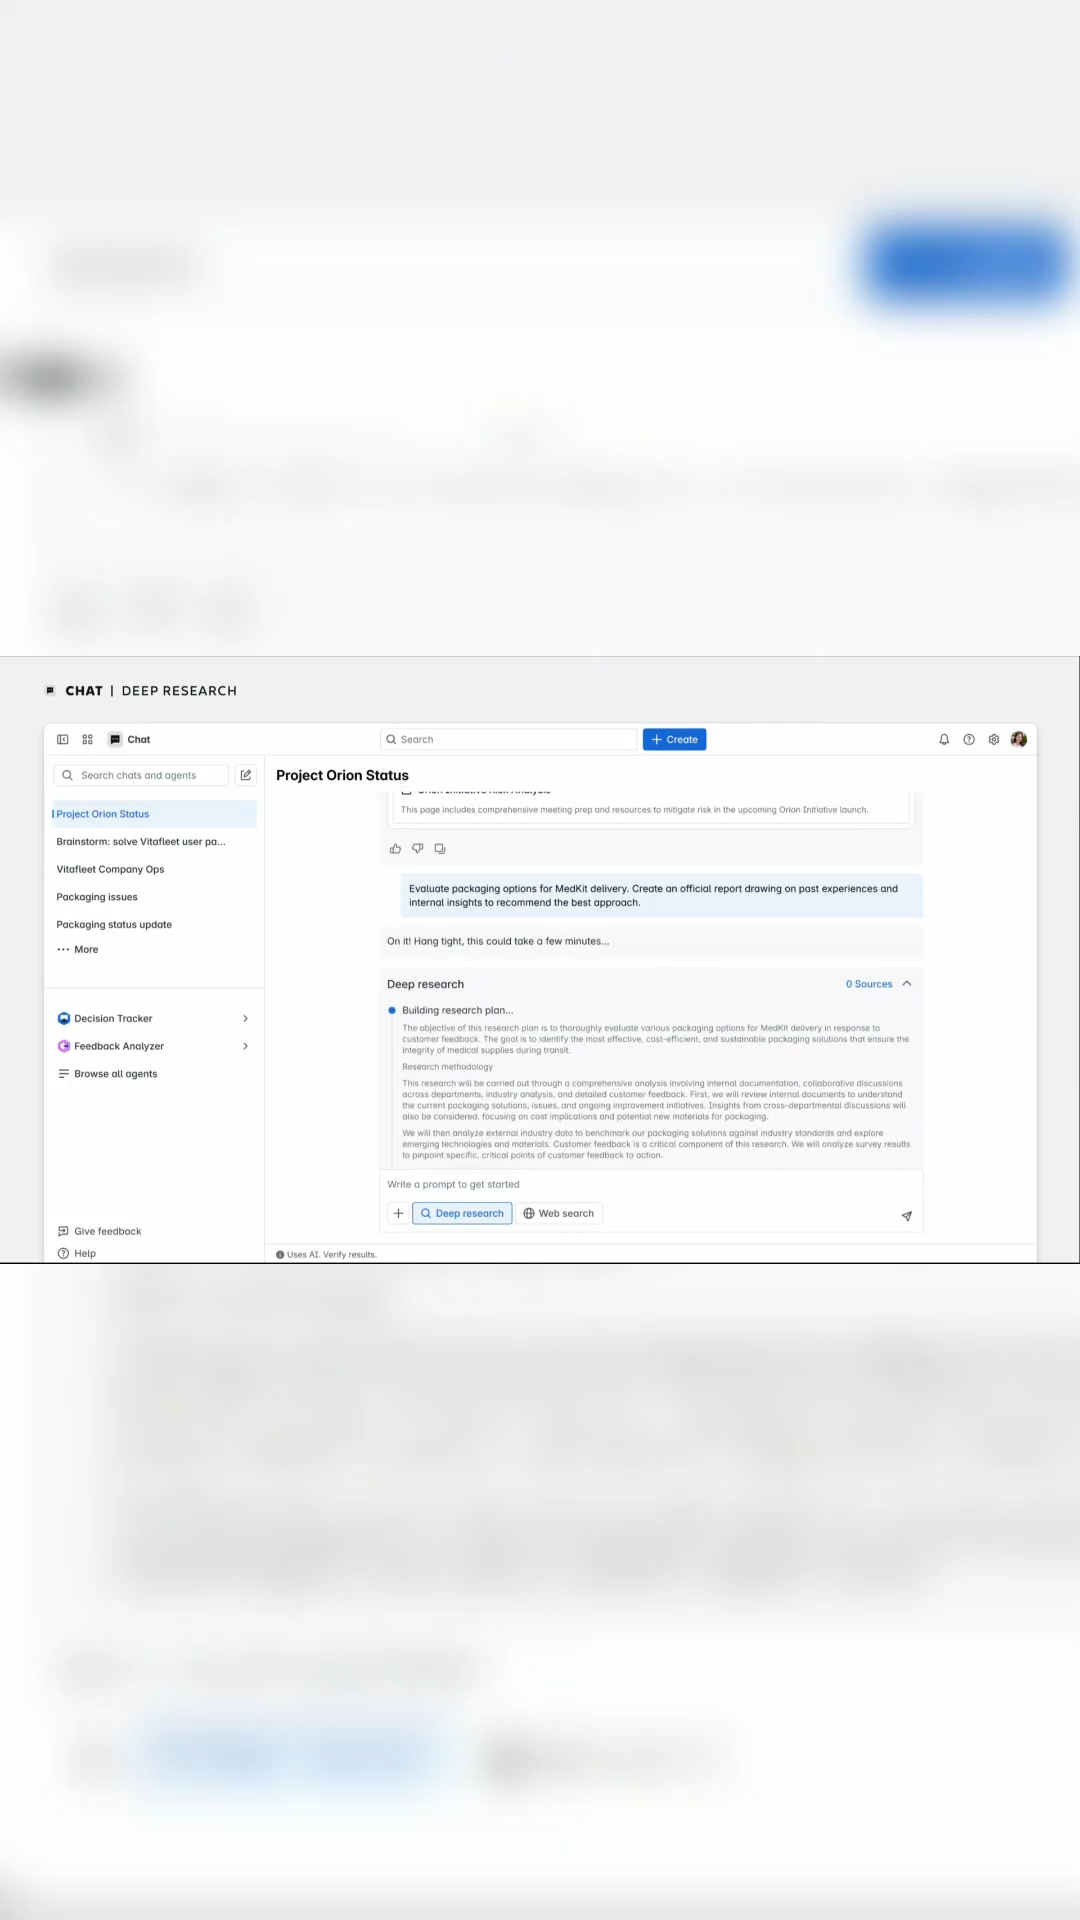 CHAT | DEEP RESEARCH
Chat
Search
Create
Search chats and agents
Project Orion Status
Brainstorm: solve Vitafleet user pa...
Vitafleet Company Ops
Packaging issues
Packaging status update
More
Decision Tracker
Feedback Analyzer
Browse all agents
Give feedback
Help
Project Orion Status
Orion Initiative Risk Analysis
This page includes comprehensive meeting prep and resources to mitigate risk in the upcoming Orion Initiative launch.
Evaluate packaging options for MedKit delivery. Create an official report drawing on past experiences and
internal insights to recommend the best approach.
On it! Hang tight, this could take a few minutes...
Deep research
0 Sources
Building research plan...
The objective of this research plan is to thoroughly evaluate various packaging options for MedKit delivery in response to
customer feedback. The goal is to identify the most effective, cost-efficient, and sustainable packaging solutions that ensure the
integrity of medical supplies during transit.
Research methodology
This research will be carried out through a comprehensive analysis involving internal documentation, collaborative discussions
across departments, industry analysis, and detailed customer feedback. First, we will review internal documents to understand
the current packaging solutions, issues, and ongoing improvement initiatives. Insights from cross-departmental discussions will
also be considered, focusing on cost implications and potential new materials for packaging.
We will then analyze external industry data to benchmark our packaging solutions against industry standards and explore
emerging technologies and materials. Customer feedback is a critical component of this research. We will analyze survey results
to pinpoint specific, critical points of customer feedback to action.
Write a prompt to get started
Deep research
Web search
Uses AI. Verify results.